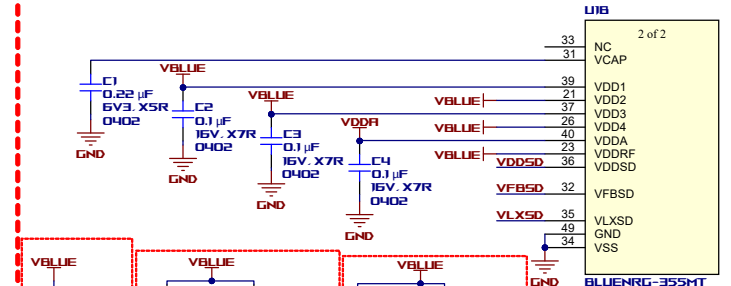 U1B
2 of 2
33 NC
31 VCAP
39 VDD1
VBLUE 21 VDD2
37 VDD3
VBLUE 26 VDD4
40 VDDA
VBLUE 23 VDDRF
VDDSD 36 VDDSD
VFBSD 32 VFBSD
VLXSD 35 VLXSD
49 GND
34 VSS
GND
BLUENRG-355MT
C1
0.22 µF
6V3, X5R
0402
GND
VBLUE
C2
0.1 µF
16V, X7R
0402
GND
VBLUE
C3
0.1 µF
16V, X7R
0402
GND
VDDA
C4
0.1 µF
16V, X7R
0402
GND
VBLUE
VBLUE
VBLUE